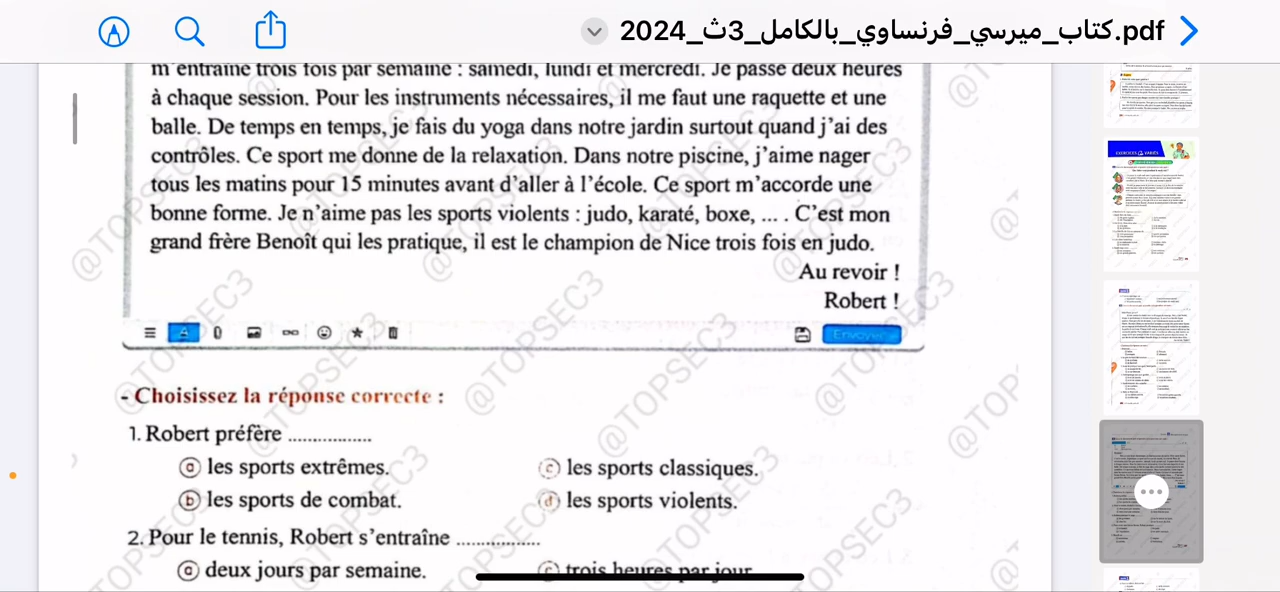 كتاب_ميرسي_فرنساوي_بالكامل_3ث_2024.pdf
m'entraîne trois fois par semaine : samedi, lundi et mercredi. Je passe deux heures
à chaque session. Pour les instruments nécessaires, il me faut une raquette et une
balle. De temps en temps, je fais du yoga dans notre jardin surtout quand j'ai des
contrôles. Ce sport me donne de la relaxation. Dans notre piscine, j'aime nager
tous les matins pour 15 minutes avant d'aller à l'école. Ce sport m'accorde une
bonne forme. Je n'aime pas les sports violents : judo, karaté, boxe, ... . C'est mon
grand frère Benoît qui les pratique, il est le champion de Nice trois fois en judo.
Au revoir !
Robert !
Envoyer
- Choisissez la réponse correcte :
1. Robert préfère ................
ⓐ les sports extrêmes. ⓒ les sports classiques.
ⓑ les sports de combat. ⓓ les sports violents.
2. Pour le tennis, Robert s'entraîne ................
ⓐ deux jours par semaine. ⓒ trois heures par jour
@TOPSEC3